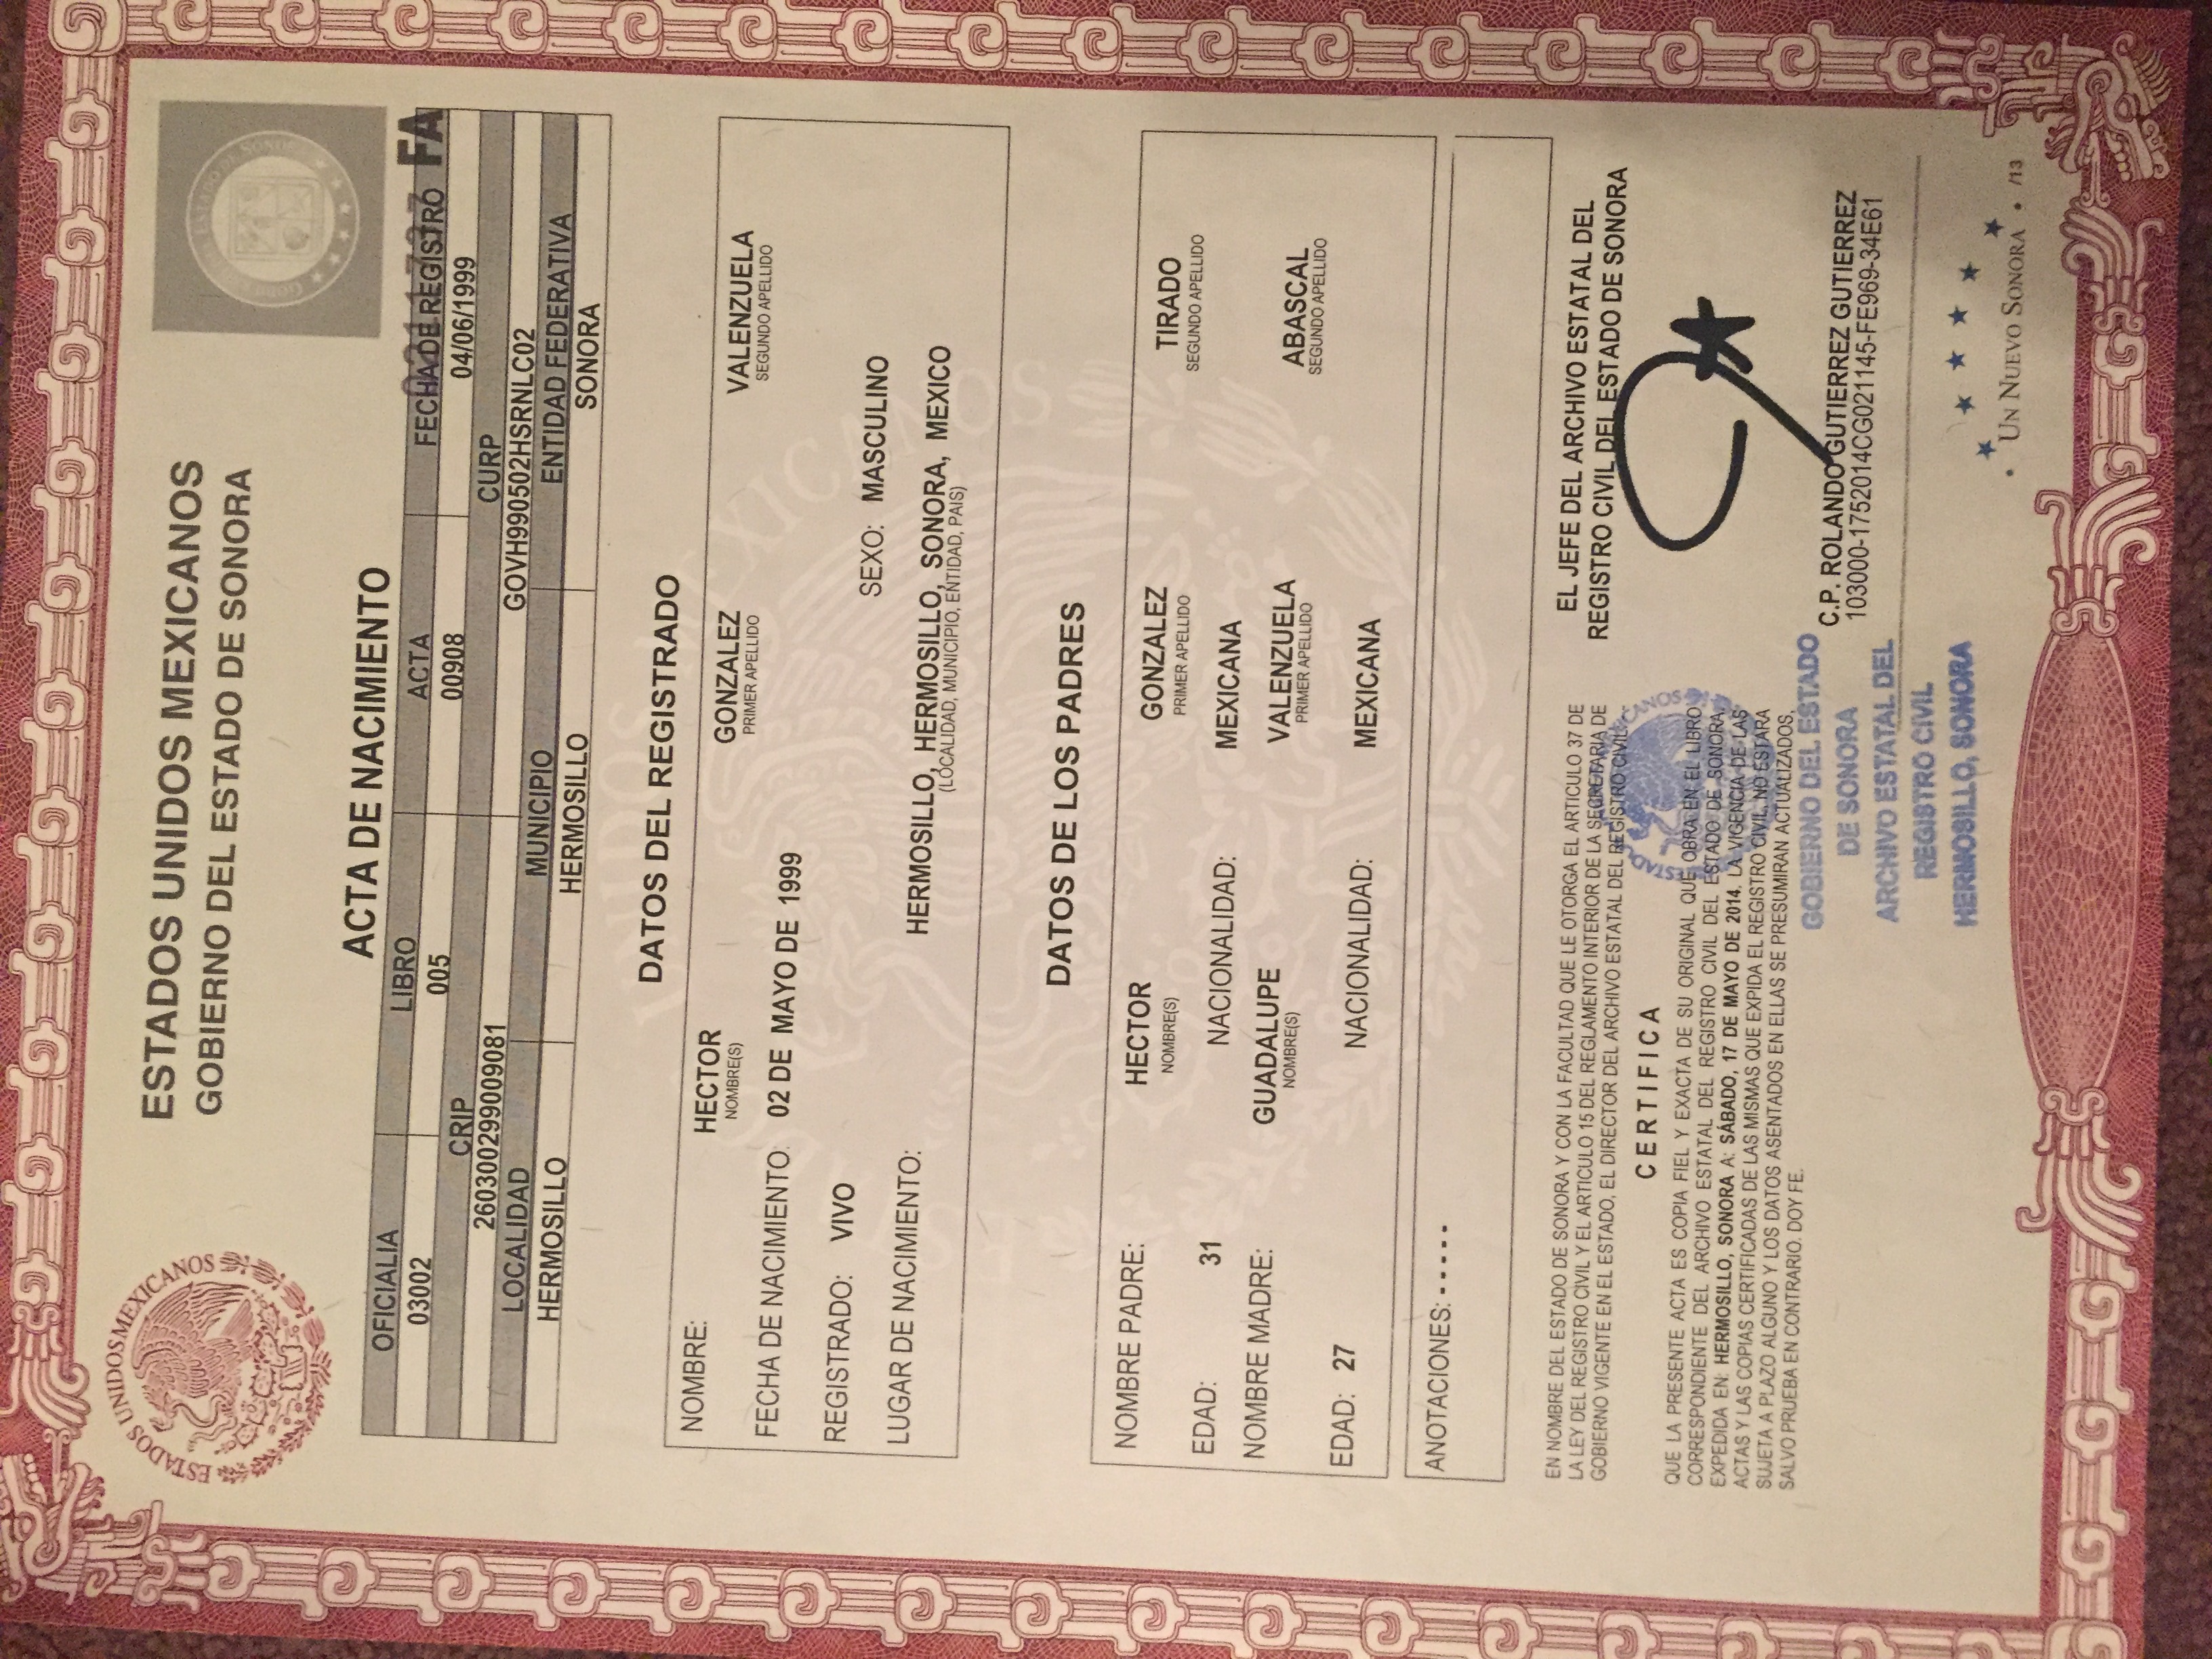 ESTADOS UNIDOS MEXICANOS
ESTADOS UNIDOS MEXICANOS
GOBIERNO DEL ESTADO DE SONORA
ACTA DE NACIMIENTO
0211737 FA
OFICIALIA LIBRO ACTA FECHA DE REGISTRO
03002 005 00908 04/06/1999
CRIP CURP
260300299009081 GOVH990502HSRNLC02
LOCALIDAD MUNICIPIO ENTIDAD FEDERATIVA
HERMOSILLO HERMOSILLO SONORA
DATOS DEL REGISTRADO
NOMBRE: HECTOR GONZALEZ VALENZUELA
NOMBRE(S) PRIMER APELLIDO SEGUNDO APELLIDO
FECHA DE NACIMIENTO. 02 DE MAYO DE 1999
REGISTRADO: VIVO SEXO: MASCULINO
LUGAR DE NACIMIENTO: HERMOSILLO, HERMOSILLO, SONORA, MEXICO
(LOCALIDAD, MUNICIPIO, ENTIDAD, PAIS)
DATOS DE LOS PADRES
NOMBRE PADRE: HECTOR GONZALEZ TIRADO
NOMBRE(S) PRIMER APELLIDO SEGUNDO APELLIDO
EDAD: 31 NACIONALIDAD: MEXICANA
NOMBRE MADRE: GUADALUPE VALENZUELA ABASCAL
NOMBRE(S) PRIMER APELLIDO SEGUNDO APELLIDO
EDAD: 27 NACIONALIDAD: MEXICANA
ANOTACIONES: - - - - -
EN NOMBRE DEL ESTADO DE SONORA Y CON LA FACULTAD QUE LE OTORGA EL ARTICULO 37 DE
LA LEY DEL REGISTRO CIVIL Y EL ARTICULO 15 DEL REGLAMENTO INTERIOR DE LA SECRETARIA DE
GOBIERNO VIGENTE EN EL ESTADO, EL DIRECTOR DEL ARCHIVO ESTATAL DEL REGISTRO CIVIL. - -
CERTIFICA
QUE LA PRESENTE ACTA ES COPIA FIEL Y EXACTA DE SU ORIGINAL QUE OBRA EN EL LIBRO
CORRESPONDIENTE DEL ARCHIVO ESTATAL DEL REGISTRO CIVIL DEL ESTADO DE SONORA.
EXPEDIDA EN: HERMOSILLO, SONORA A: SÁBADO, 17 DE MAYO DE 2014. LA VIGENCIA DE LAS
ACTAS Y LAS COPIAS CERTIFICADAS DE LAS MISMAS QUE EXPIDA EL REGISTRO CIVIL, NO ESTARA
SUJETA A PLAZO ALGUNO Y LOS DATOS ASENTADOS EN ELLAS SE PRESUMIRAN ACTUALIZADOS,
SALVO PRUEBA EN CONTRARIO. DOY FE.
EL JEFE DEL ARCHIVO ESTATAL DEL
REGISTRO CIVIL DEL ESTADO DE SONORA
C.P. ROLANDO GUTIERREZ GUTIERREZ
103000-1752014CG021145-FE969-34E61
GOBIERNO DEL ESTADO
DE SONORA
ARCHIVO ESTATAL DEL
REGISTRO CIVIL
HERMOSILLO, SONORA
UN NUEVO SONORA • /13